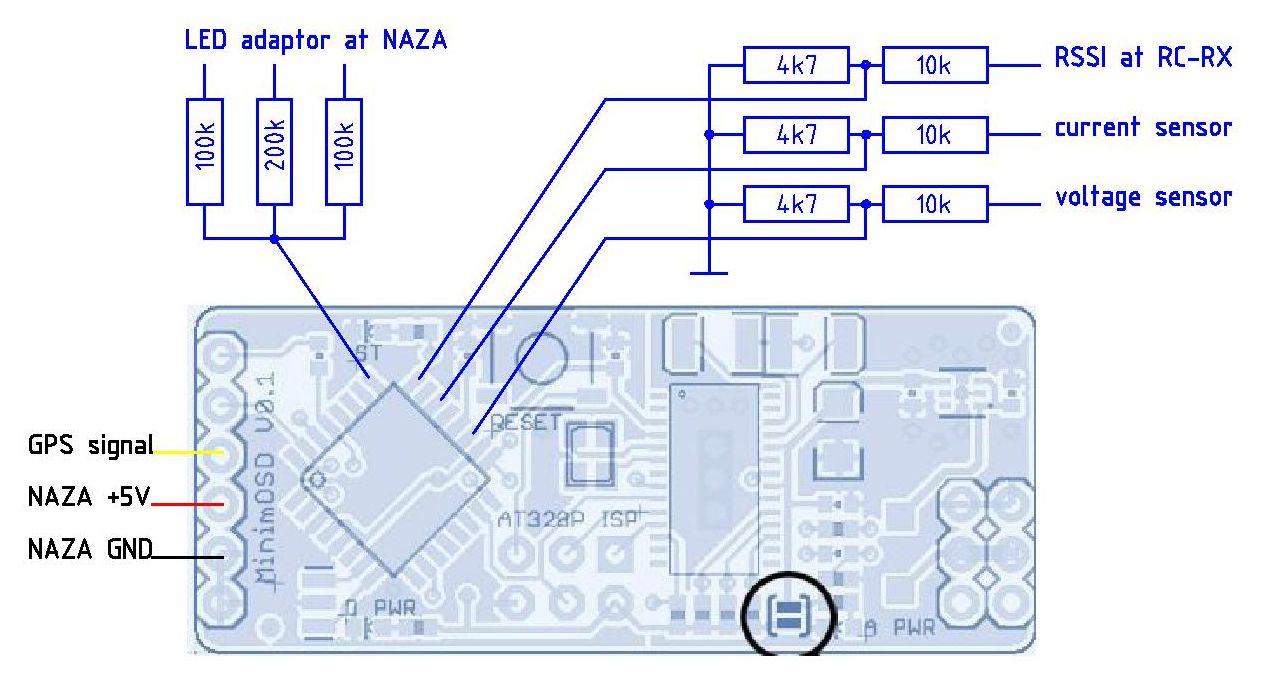 LED adaptor at NAZA
100k
200k
100k
4k7
10k
RSSI at RC-RX
4k7
10k
current sensor
4k7
10k
voltage sensor
GPS signal
NAZA +5V
NAZA GND
MinimOSD V0.1
ST
RESET
AT328P ISP
D PWR
A PWR